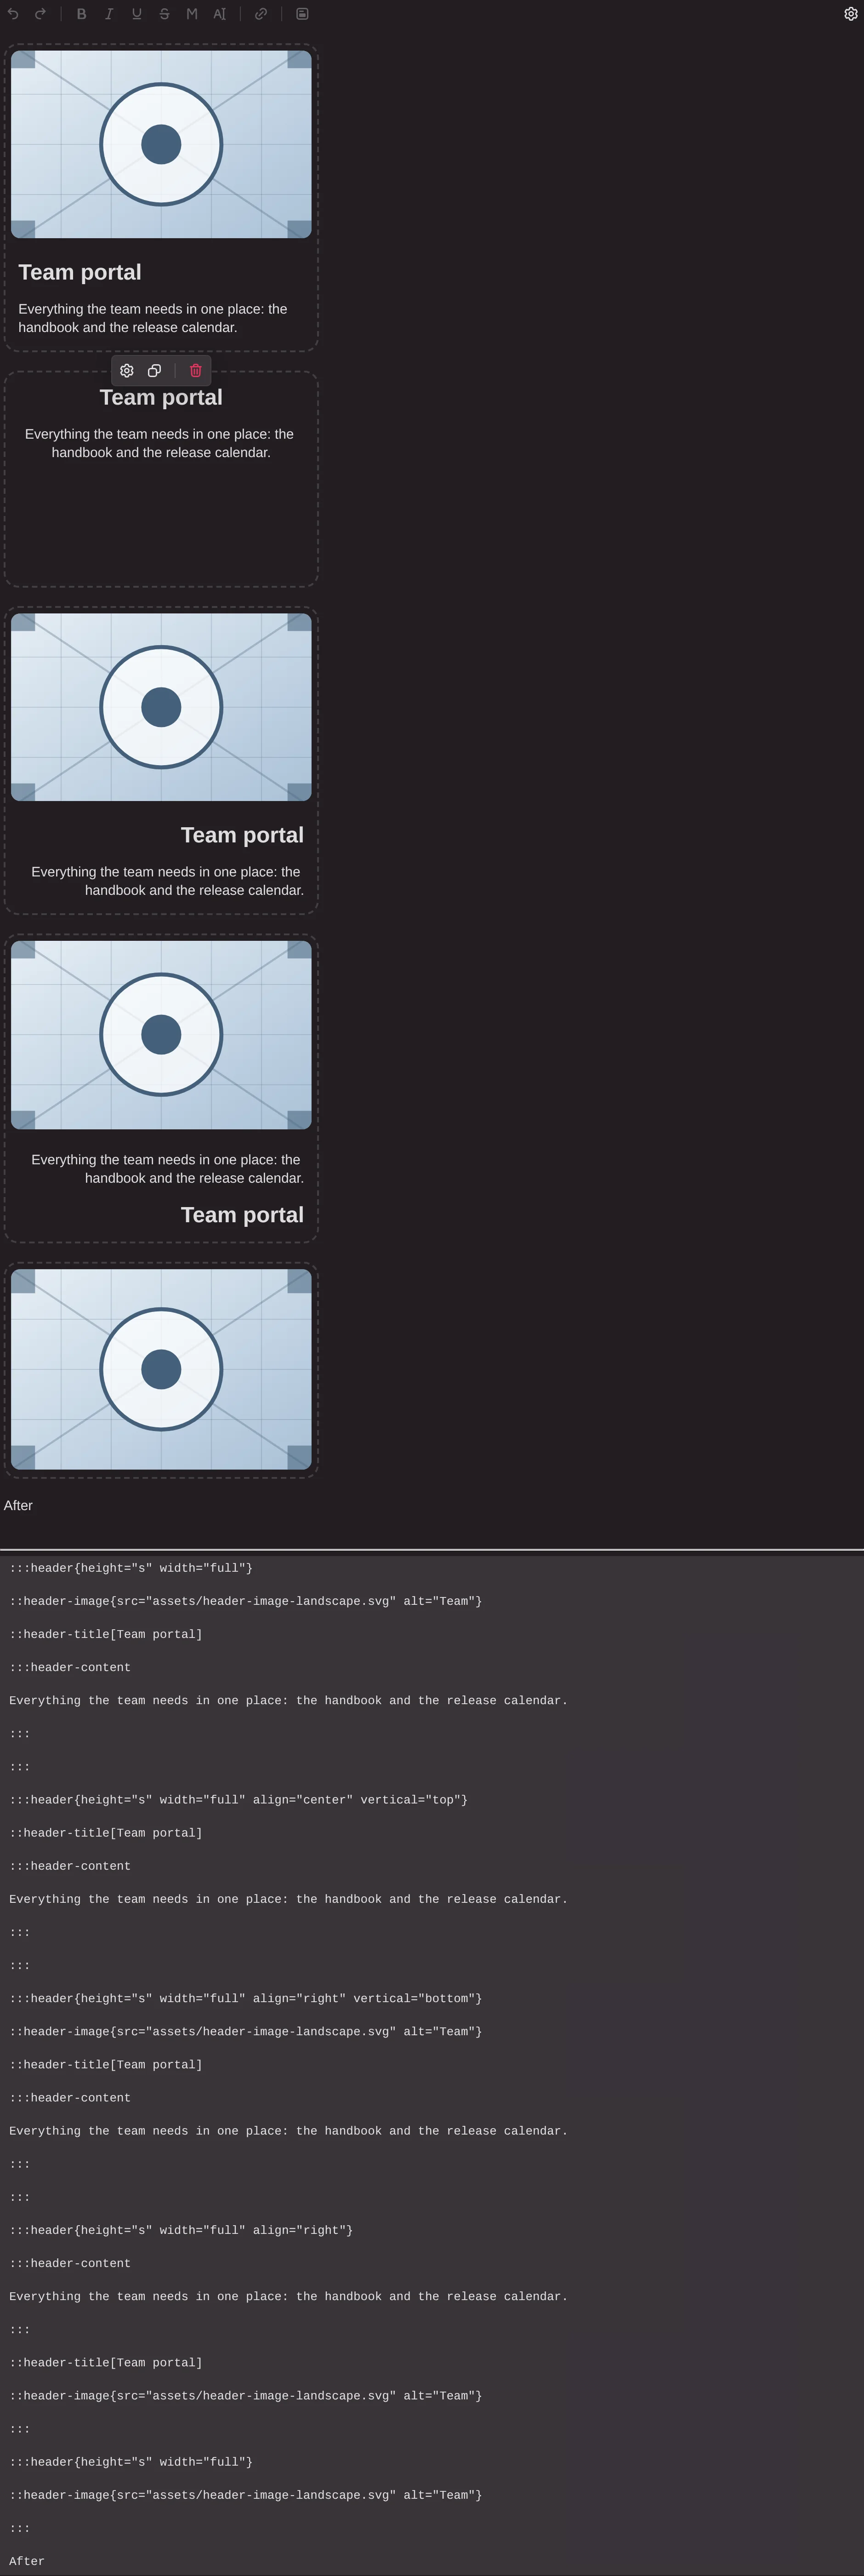 Team portal
Everything the team needs in one place: the
handbook and the release calendar.
Team portal
Everything the team needs in one place: the
handbook and the release calendar.
Team portal
Everything the team needs in one place: the
handbook and the release calendar.
Everything the team needs in one place: the
handbook and the release calendar.
Team portal
After
:::header{height="s" width="full"}
::header-image{src="assets/header-image-landscape.svg" alt="Team"}
::header-title[Team portal]
:::header-content
Everything the team needs in one place: the handbook and the release calendar.
:::
:::
:::header{height="s" width="full" align="center" vertical="top"}
::header-title[Team portal]
:::header-content
Everything the team needs in one place: the handbook and the release calendar.
:::
:::
:::header{height="s" width="full" align="right" vertical="bottom"}
::header-image{src="assets/header-image-landscape.svg" alt="Team"}
::header-title[Team portal]
:::header-content
Everything the team needs in one place: the handbook and the release calendar.
:::
:::
:::header{height="s" width="full" align="right"}
:::header-content
Everything the team needs in one place: the handbook and the release calendar.
:::
::header-title[Team portal]
::header-image{src="assets/header-image-landscape.svg" alt="Team"}
:::
:::header{height="s" width="full"}
::header-image{src="assets/header-image-landscape.svg" alt="Team"}
:::
After